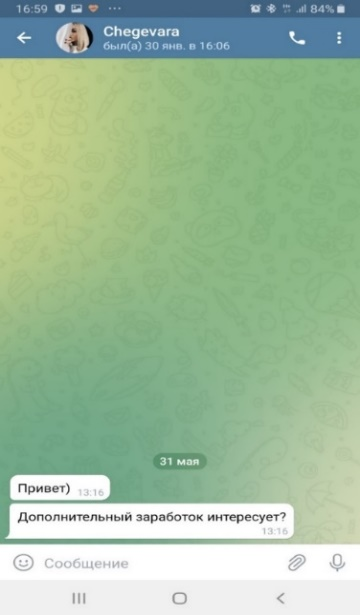 16:59 84%
Chegevara
был(а) 30 янв. в 16:06
31 мая
Привет) 13:16
Дополнительный заработок интересует?
13:16
Сообщение